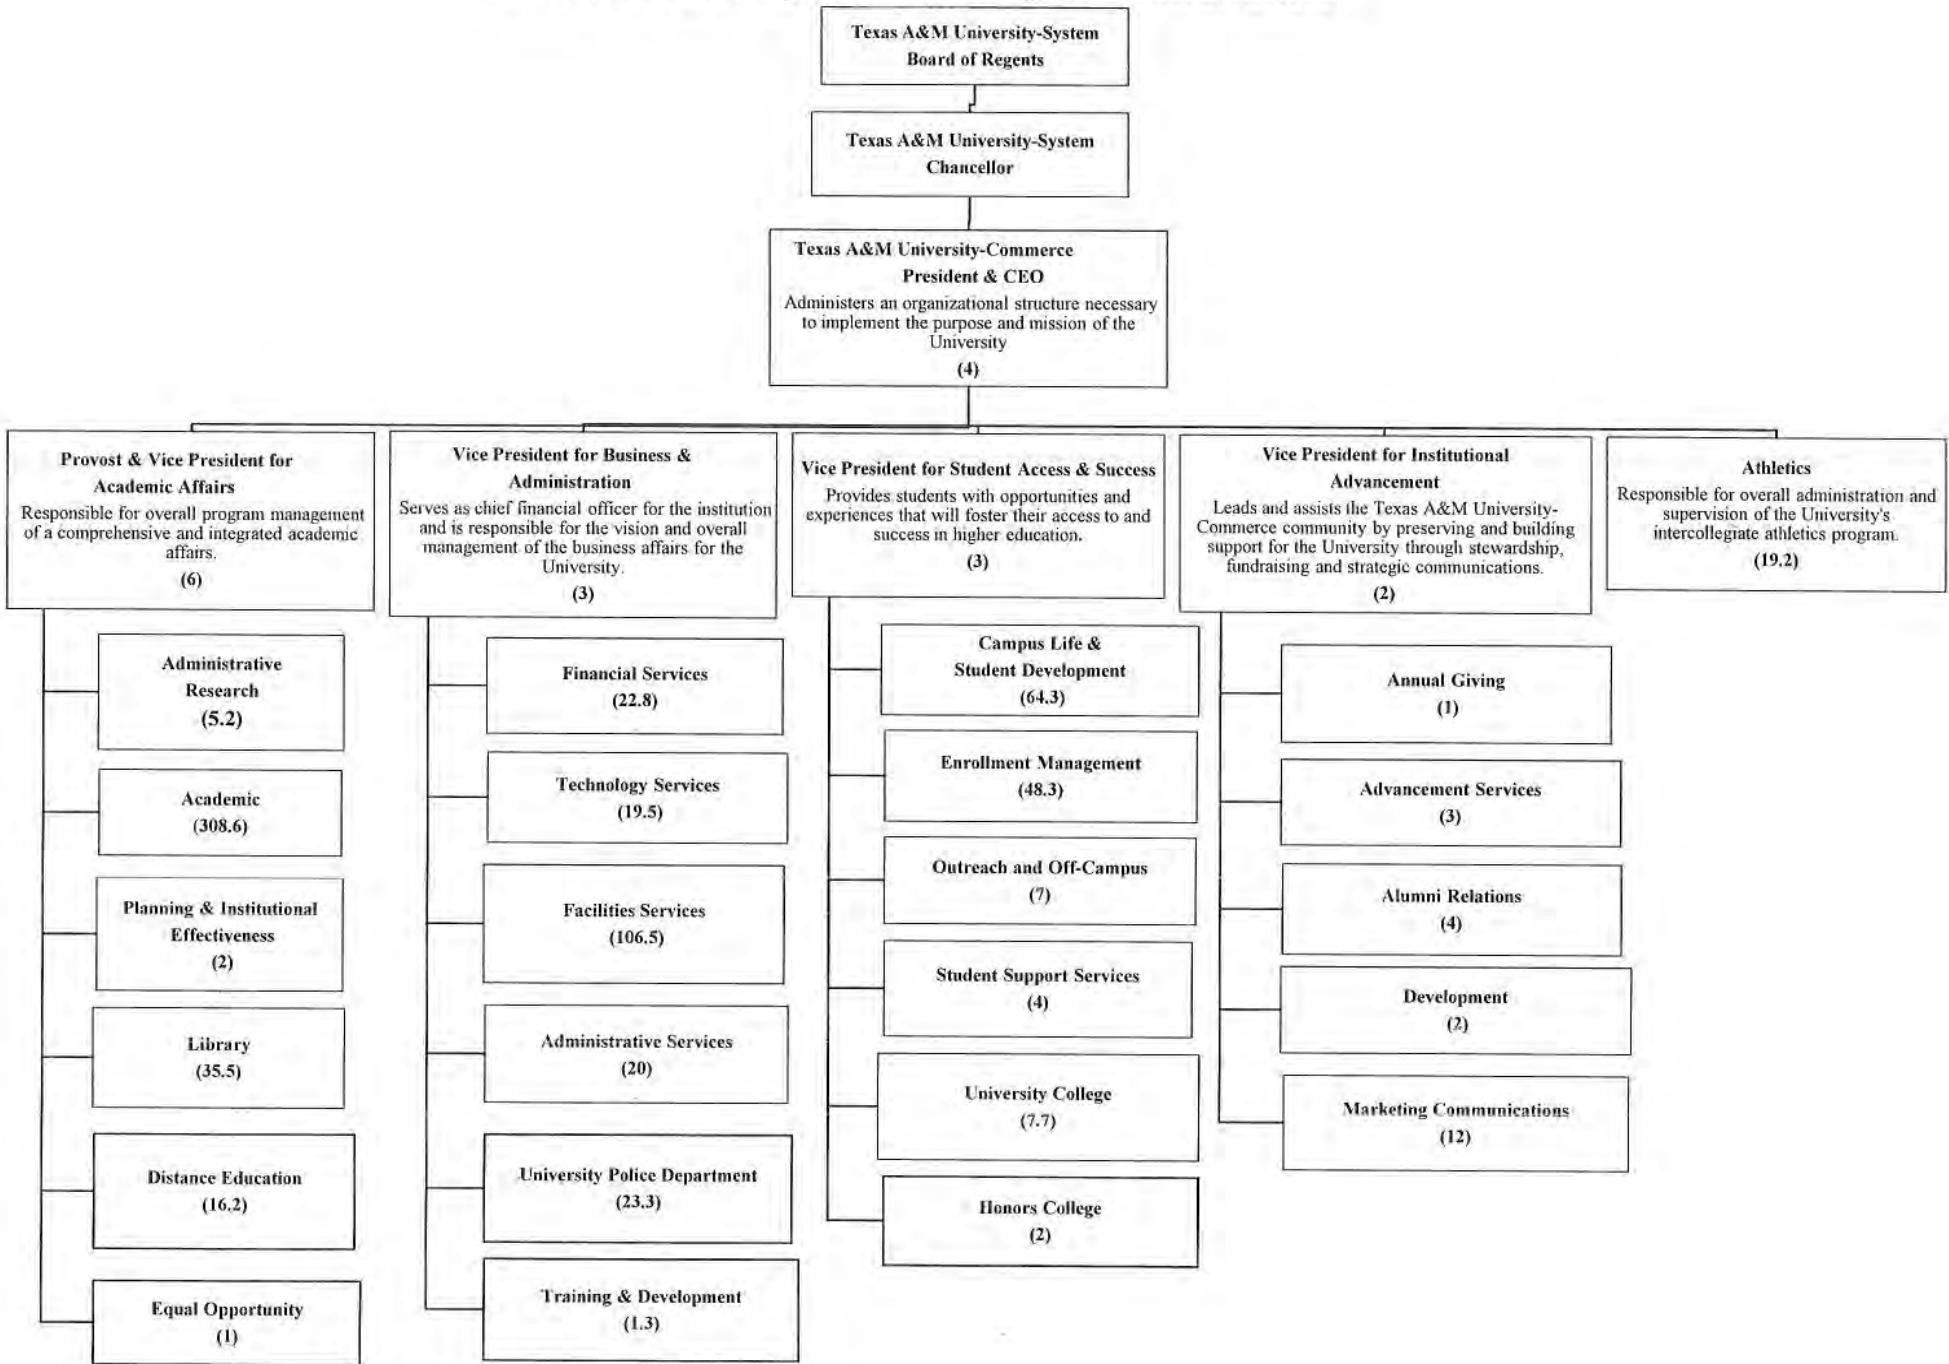 Texas A&M University-System
Board of Regents
Texas A&M University-System
Chancellor
Texas A&M University-Commerce
President & CEO
Administers an organizational structure necessary
to implement the purpose and mission of the
University
(4)
Provost & Vice President for
Academic Affairs
Responsible for overall program management
of a comprehensive and integrated academic
affairs.
(6)
Administrative
Research
(5.2)
Academic
(308.6)
Planning & Institutional
Effectiveness
(2)
Library
(35.5)
Distance Education
(16.2)
Equal Opportunity
(1)
Vice President for Business &
Administration
Serves as chief financial officer for the institution
and is responsible for the vision and overall
management of the business affairs for the
University.
(3)
Financial Services
(22.8)
Technology Services
(19.5)
Facilities Services
(106.5)
Administrative Services
(20)
University Police Department
(23.3)
Training & Development
(1.3)
Vice President for Student Access & Success
Provides students with opportunities and
experiences that will foster their access to and
success in higher education.
(3)
Campus Life &
Student Development
(64.3)
Enrollment Management
(48.3)
Outreach and Off-Campus
(7)
Student Support Services
(4)
University College
(7.7)
Honors College
(2)
Vice President for Institutional
Advancement
Leads and assists the Texas A&M University-
Commerce community by preserving and building
support for the University through stewardship,
fundraising and strategic communications.
(2)
Annual Giving
(1)
Advancement Services
(3)
Alumni Relations
(4)
Development
(2)
Marketing Communications
(12)
Athletics
Responsible for overall administration and
supervision of the University's
intercollegiate athletics program.
(19.2)